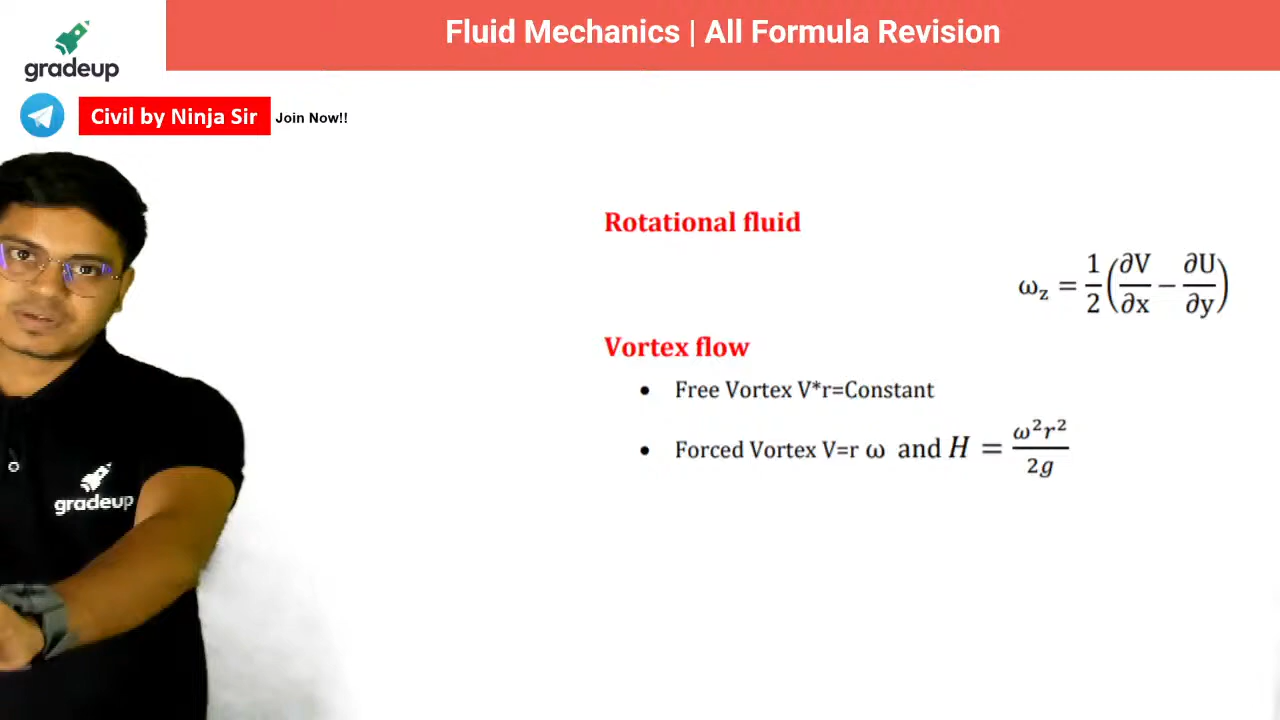 Fluid Mechanics | All Formula Revision
gradeup
Civil by Ninja Sir Join Now!!
Rotational fluid
ω_z = 1/2 (∂V/∂x − ∂U/∂y)
Vortex flow
• Free Vortex V*r=Constant
• Forced Vortex V=r ω and H = ω²r²/2g
gradeup